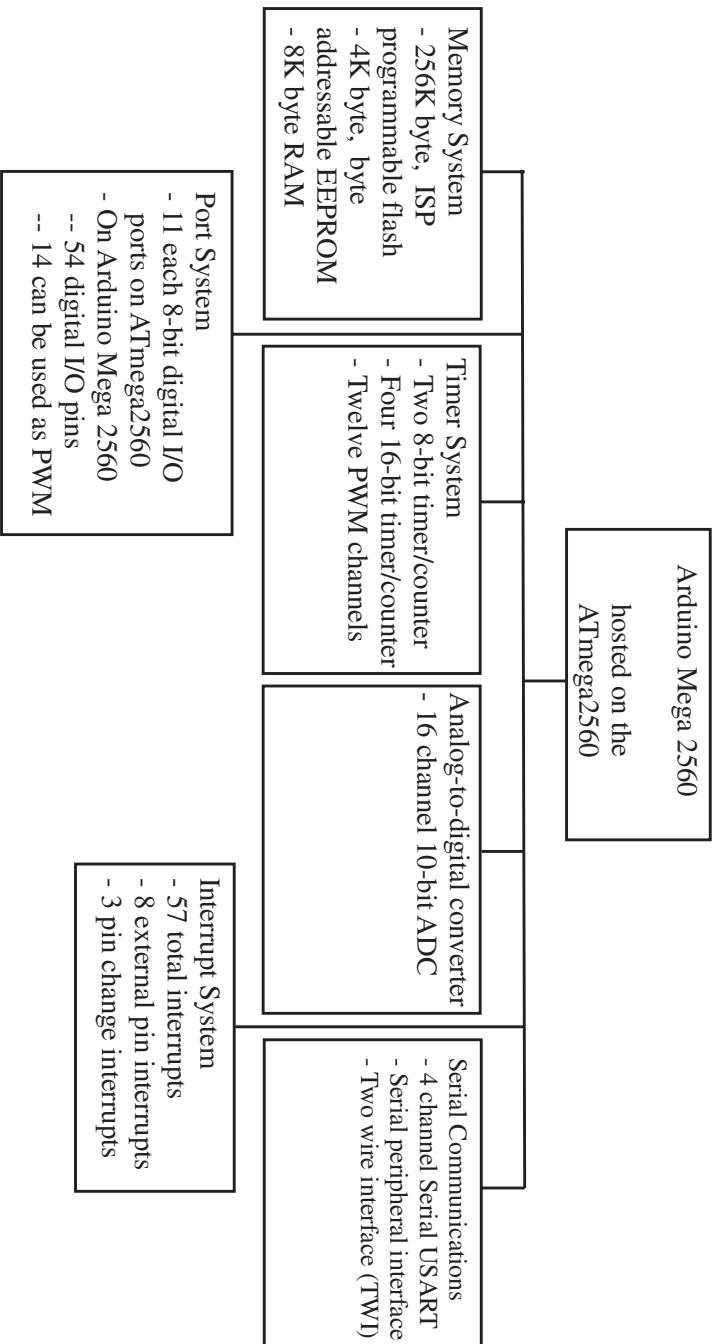 Arduino Mega 2560
hosted on the
ATmega2560
Memory System
- 256K byte, ISP
programmable flash
- 4K byte, byte
addressable EEPROM
- 8K byte RAM
Timer System
- Two 8-bit timer/counter
- Four 16-bit timer/counter
- Twelve PWM channels
Analog-to-digital converter
- 16 channel 10-bit ADC
Serial Communications
- 4 channel Serial USART
- Serial peripheral interface
- Two wire interface (TWI)
Port System
- 11 each 8-bit digital I/O
ports on ATmega2560
- On Arduino Mega 2560
-- 54 digital I/O pins
-- 14 can be used as PWM
Interrupt System
- 57 total interrupts
- 8 external pin interrupts
- 3 pin change interrupts